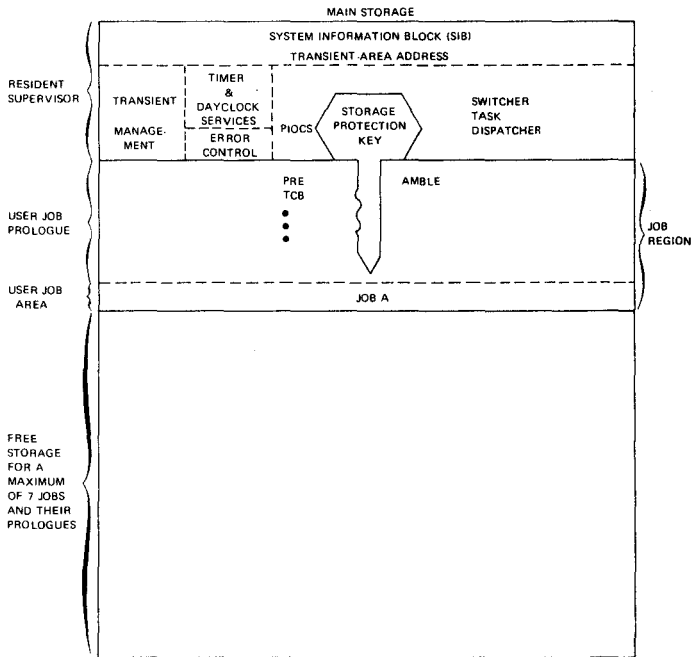 MAIN STORAGE
SYSTEM INFORMATION BLOCK (SIB)
TRANSIENT AREA ADDRESS
RESIDENT
SUPERVISOR
TRANSIENT
MANAGE-
MENT
TIMER
&
DAYCLOCK
SERVICES
ERROR
CONTROL
PIOCS
STORAGE
PROTECTION
KEY
SWITCHER
TASK
DISPATCHER
USER JOB
PROLOGUE
PRE
TCB
AMBLE
JOB
REGION
USER JOB
AREA
JOB A
FREE
STORAGE
FOR A
MAXIMUM
OF 7 JOBS
AND THEIR
PROLOGUES